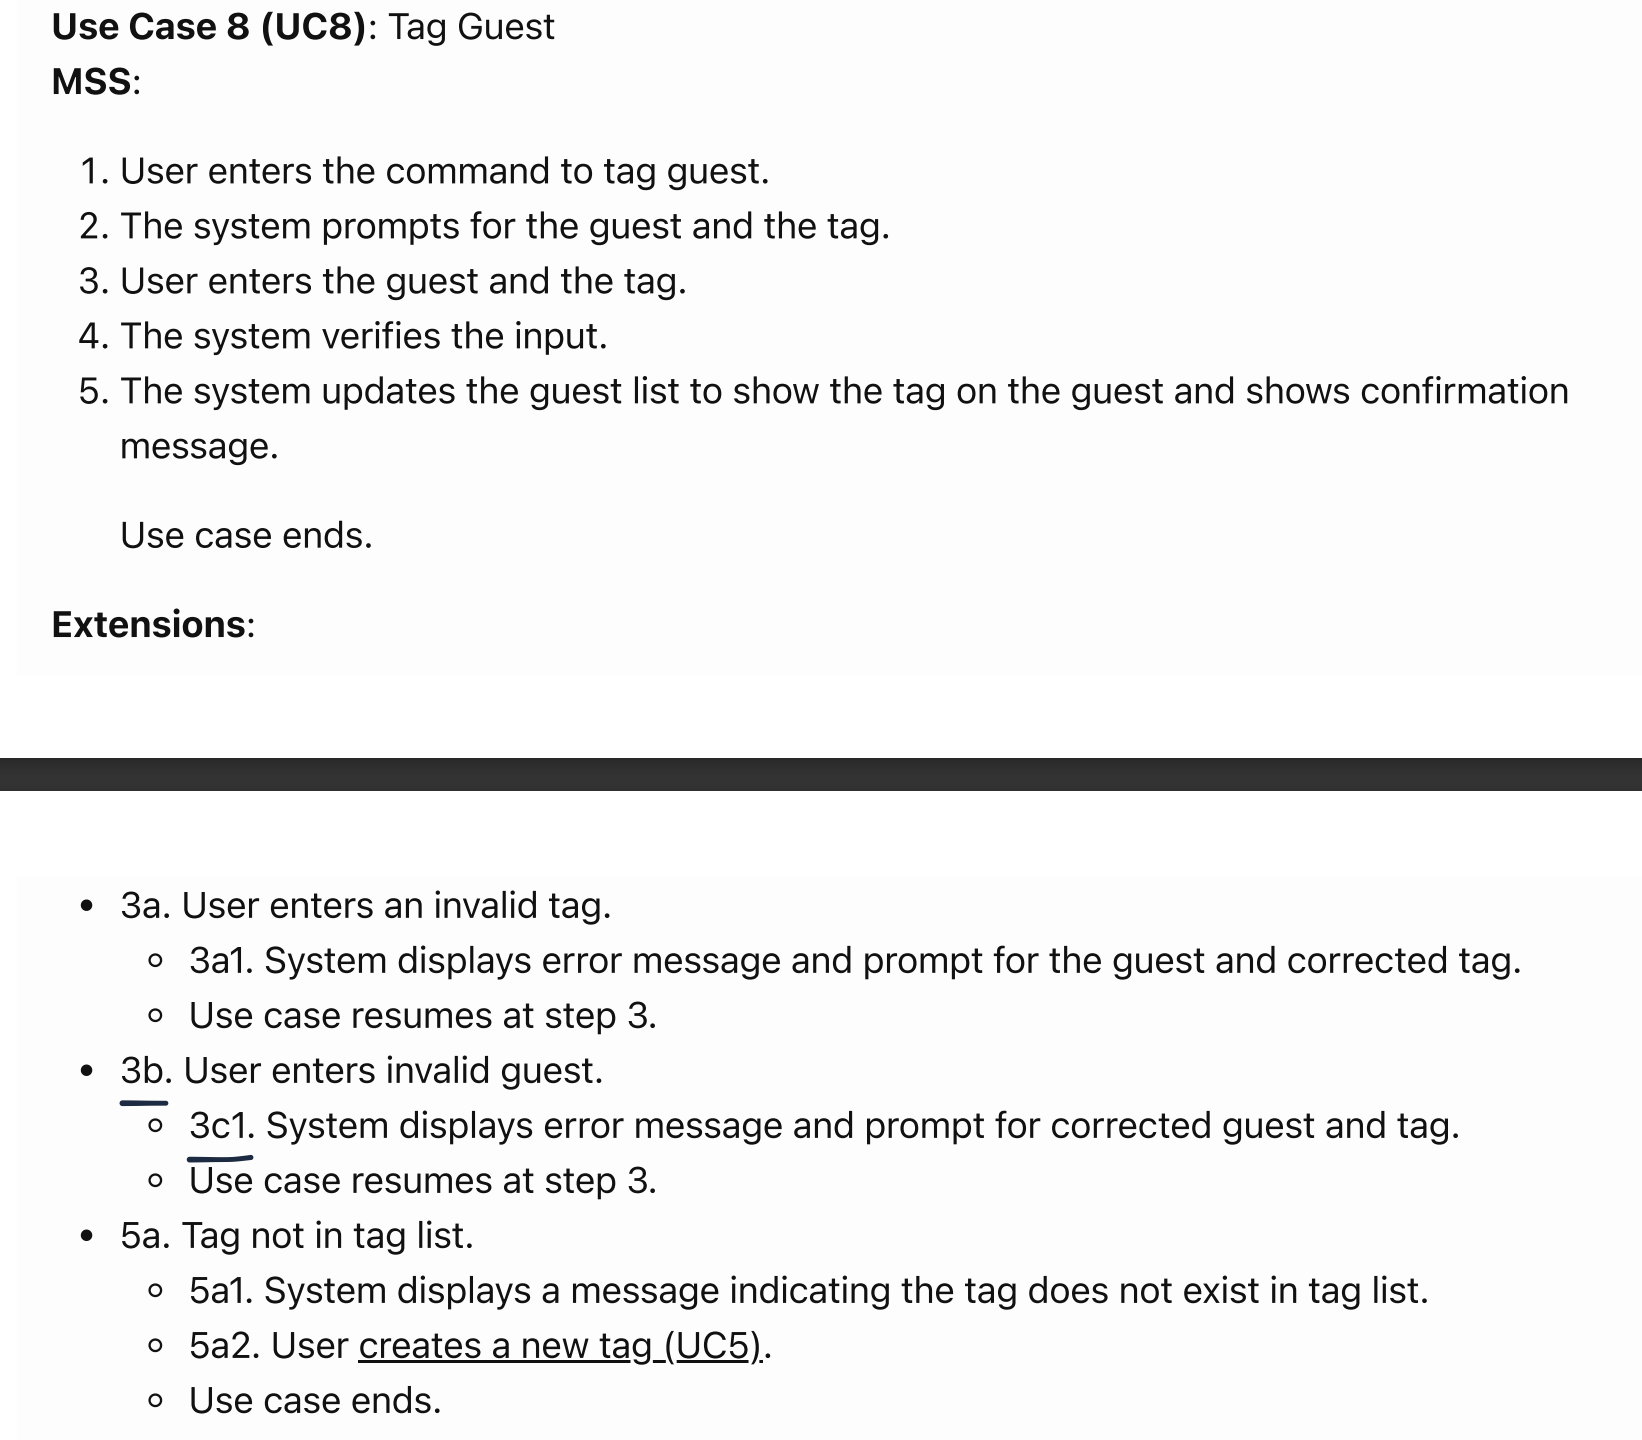 Use Case 8 (UC8): Tag Guest
MSS:
1. User enters the command to tag guest.
2. The system prompts for the guest and the tag.
3. User enters the guest and the tag.
4. The system verifies the input.
5. The system updates the guest list to show the tag on the guest and shows confirmation
message.
Use case ends.
Extensions:
• 3a. User enters an invalid tag.
◦ 3a1. System displays error message and prompt for the guest and corrected tag.
◦ Use case resumes at step 3.
• 3b. User enters invalid guest.
◦ 3c1. System displays error message and prompt for corrected guest and tag.
◦ Use case resumes at step 3.
• 5a. Tag not in tag list.
◦ 5a1. System displays a message indicating the tag does not exist in tag list.
◦ 5a2. User creates a new tag (UC5).
◦ Use case ends.